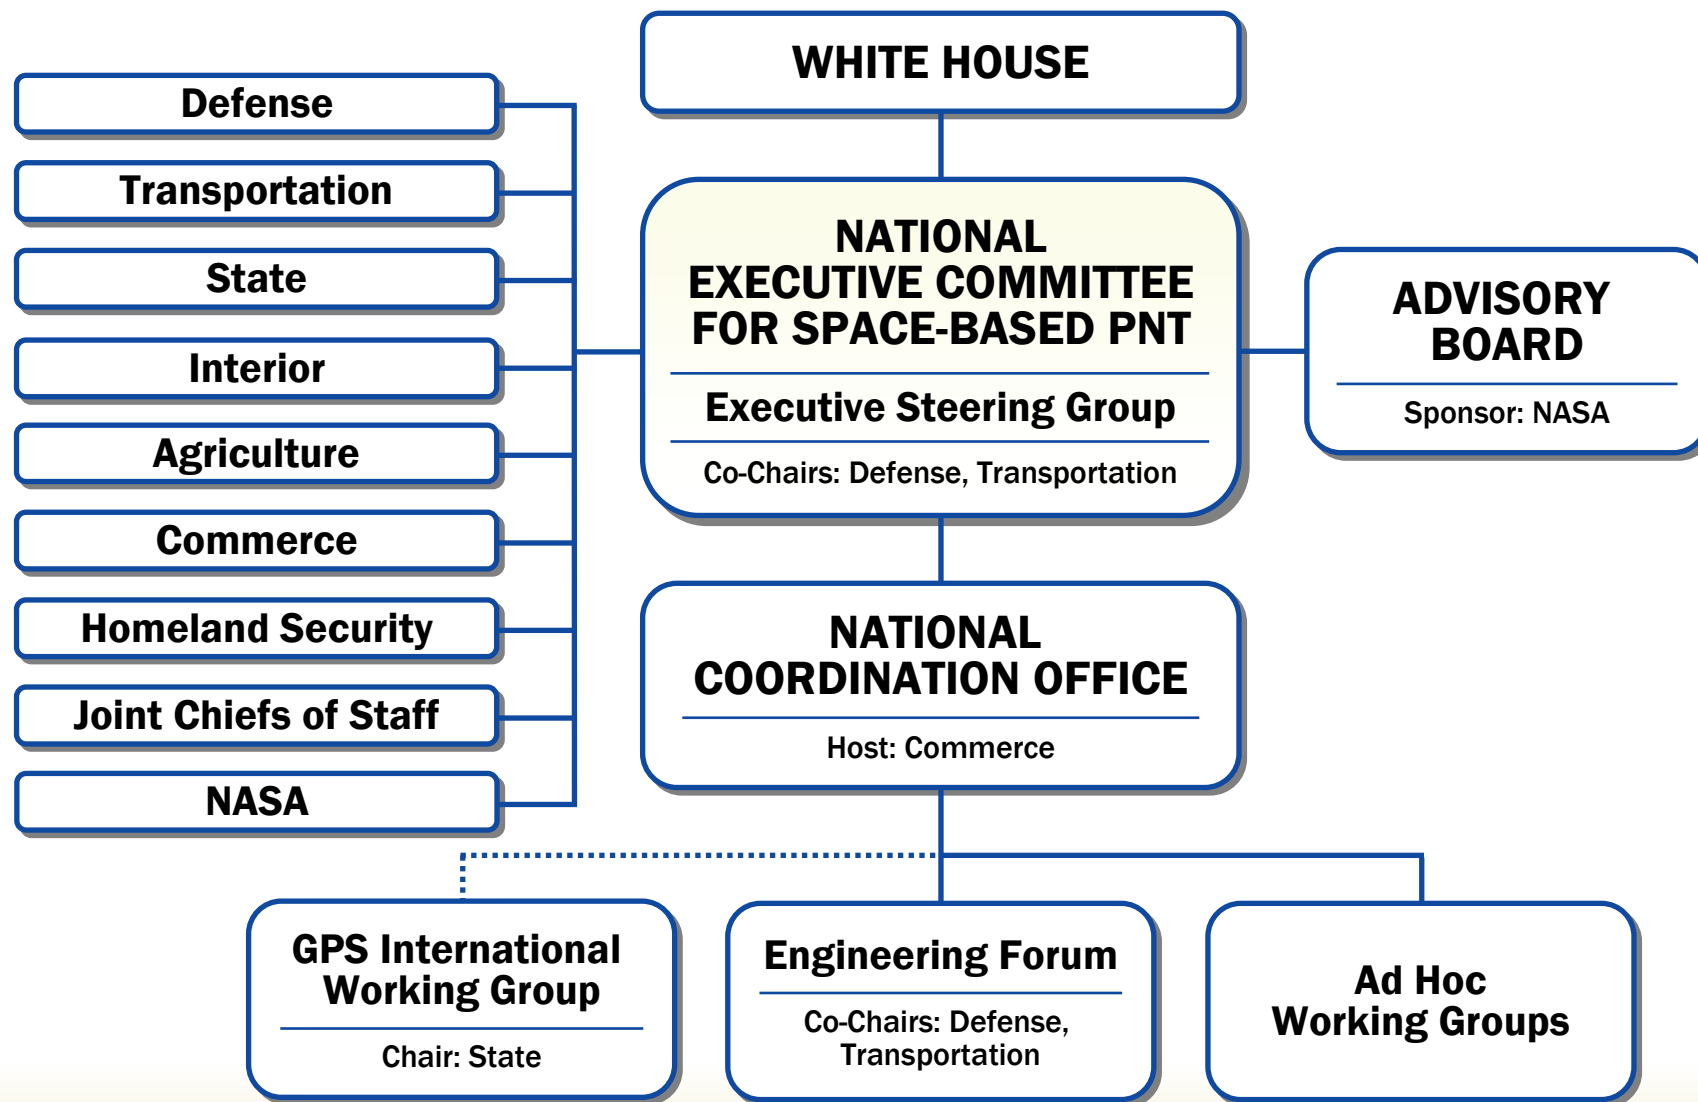 WHITE HOUSE
Defense
Transportation
State
Interior
Agriculture
Commerce
Homeland Security
Joint Chiefs of Staff
NASA
NATIONAL
EXECUTIVE COMMITTEE
FOR SPACE-BASED PNT
Executive Steering Group
Co-Chairs: Defense, Transportation
ADVISORY
BOARD
Sponsor: NASA
NATIONAL
COORDINATION OFFICE
Host: Commerce
GPS International
Working Group
Chair: State
Engineering Forum
Co-Chairs: Defense,
Transportation
Ad Hoc
Working Groups